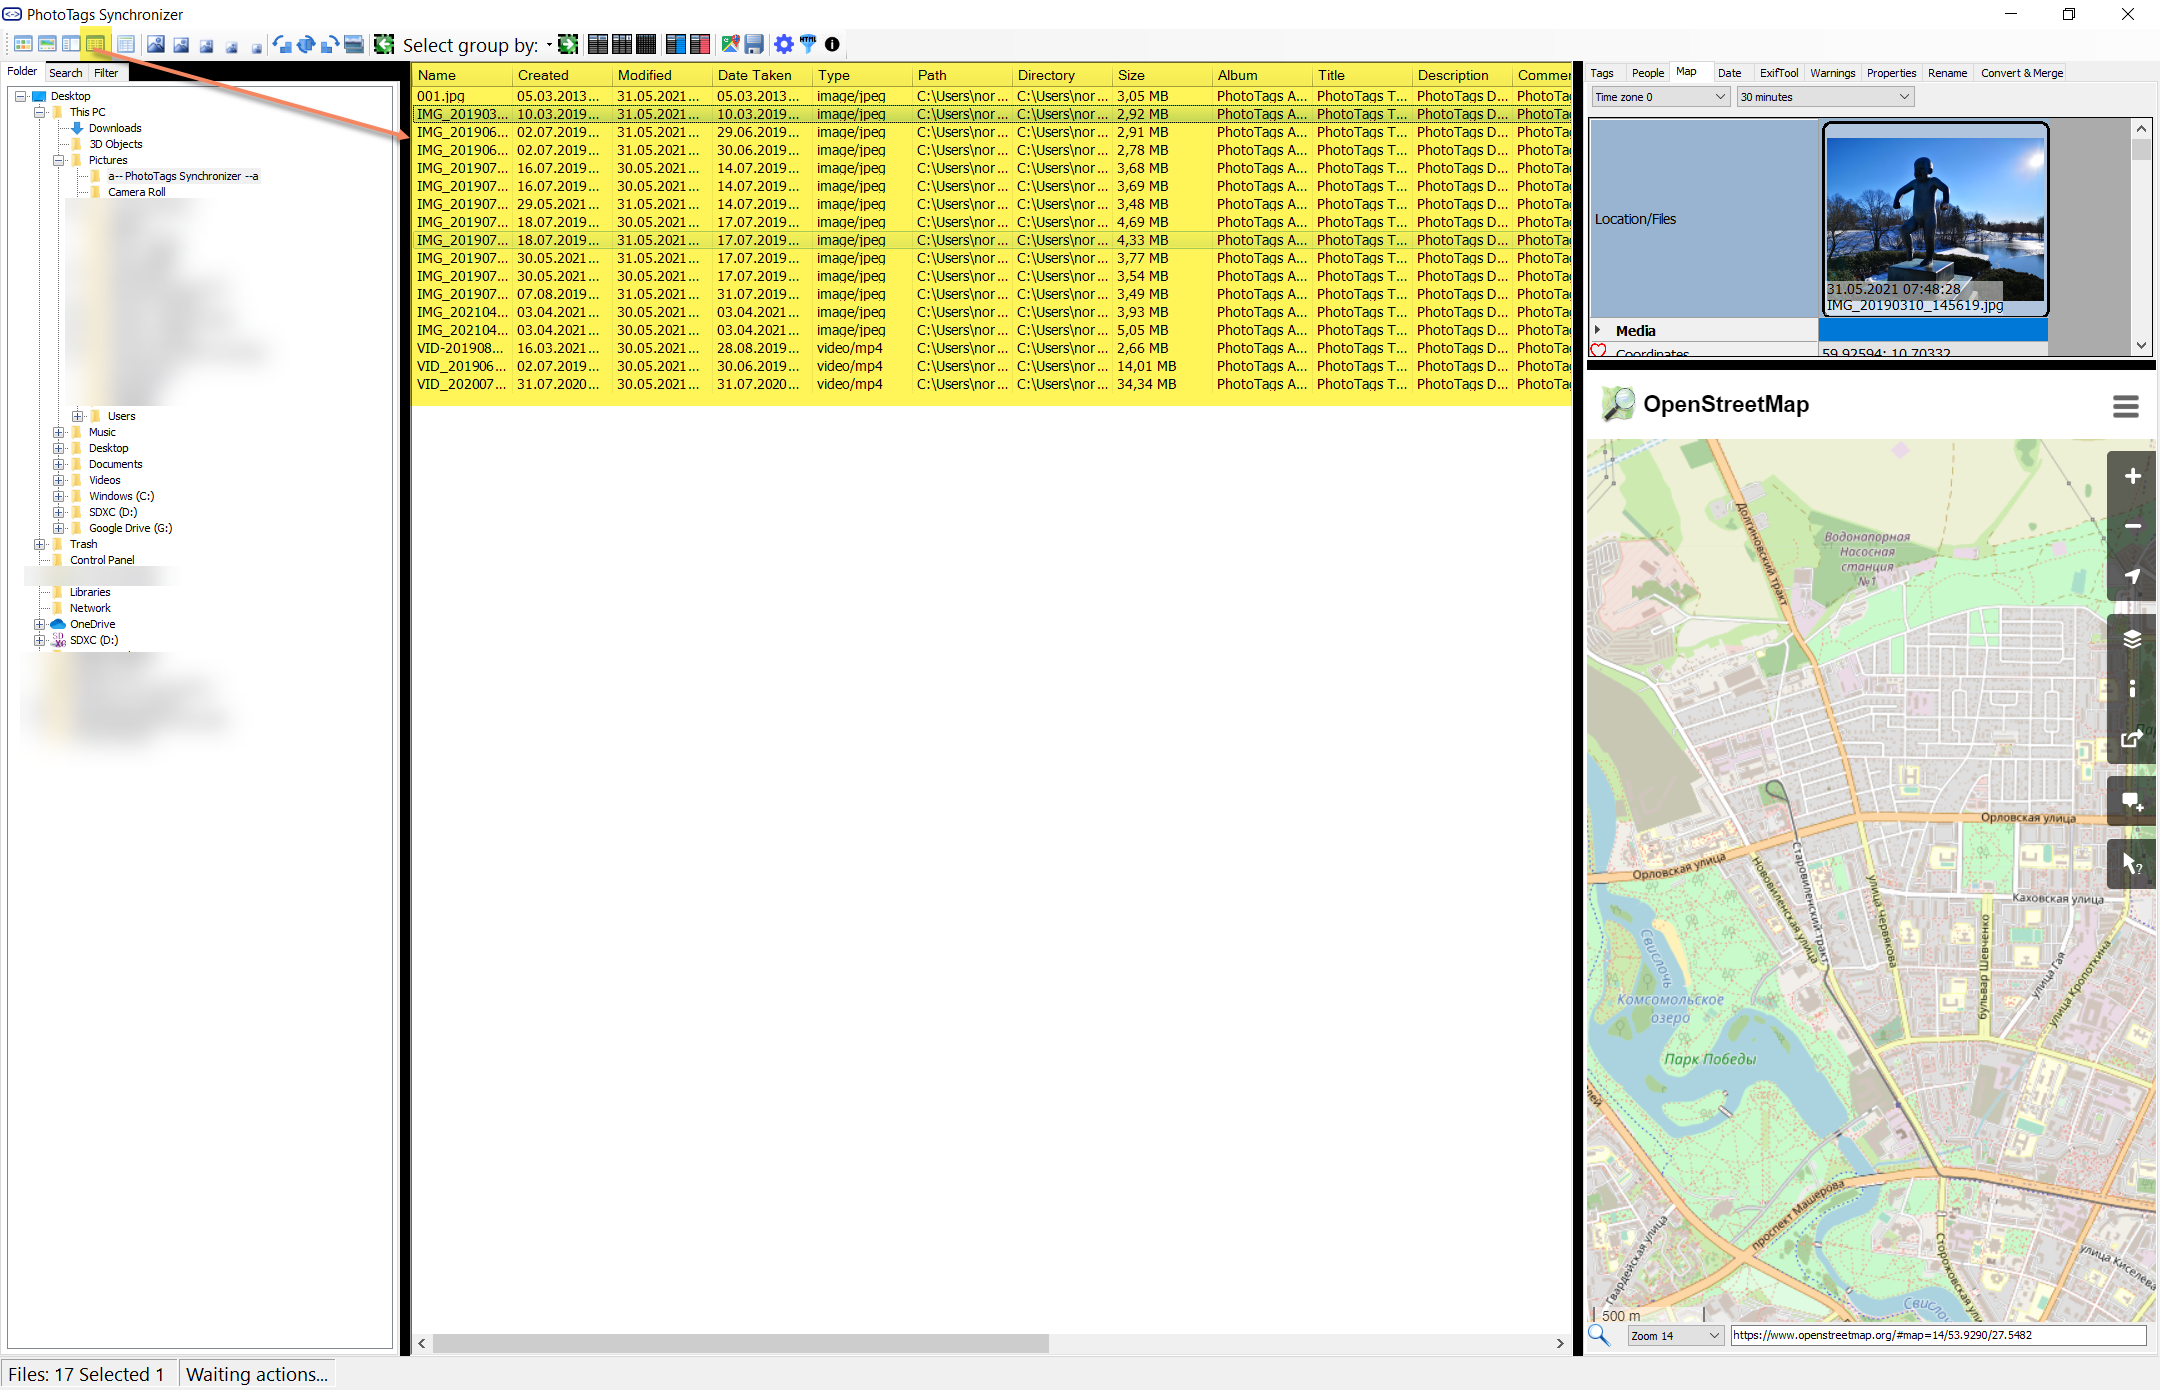 PhotoTags Synchronizer
Select group by:
Folder Search Filter
Desktop
This PC
Downloads
3D Objects
Pictures
a-- PhotoTags Synchronizer --a
Camera Roll
Users
Music
Desktop
Documents
Videos
Windows (C:)
SDXC (D:)
Google Drive (G:)
Trash
Control Panel
Libraries
Network
OneDrive
SDXC (D:)
Name Created Modified Date Taken Type Path Directory Size Album Title Description Commer
001.jpg 05.03.2013... 31.05.2021... 05.03.2013... image/jpeg C:\Users\nor... C:\Users\nor... 3,05 MB PhotoTags A... PhotoTags T... PhotoTags D... PhotoTa
IMG_201903... 10.03.2019... 31.05.2021... 10.03.2019... image/jpeg C:\Users\nor... C:\Users\nor... 2,92 MB PhotoTags A... PhotoTags T... PhotoTags D... PhotoTa
IMG_201906... 02.07.2019... 31.05.2021... 29.06.2019... image/jpeg C:\Users\nor... C:\Users\nor... 2,91 MB PhotoTags A... PhotoTags T... PhotoTags D... PhotoTa
IMG_201906... 02.07.2019... 31.05.2021... 30.06.2019... image/jpeg C:\Users\nor... C:\Users\nor... 2,78 MB PhotoTags A... PhotoTags T... PhotoTags D... PhotoTa
IMG_201907... 16.07.2019... 30.05.2021... 14.07.2019... image/jpeg C:\Users\nor... C:\Users\nor... 3,68 MB PhotoTags A... PhotoTags T... PhotoTags D... PhotoTa
IMG_201907... 16.07.2019... 30.05.2021... 14.07.2019... image/jpeg C:\Users\nor... C:\Users\nor... 3,69 MB PhotoTags A... PhotoTags T... PhotoTags D... PhotoTa
IMG_201907... 29.05.2021... 31.05.2021... 14.07.2019... image/jpeg C:\Users\nor... C:\Users\nor... 3,48 MB PhotoTags A... PhotoTags T... PhotoTags D... PhotoTa
IMG_201907... 18.07.2019... 30.05.2021... 17.07.2019... image/jpeg C:\Users\nor... C:\Users\nor... 4,69 MB PhotoTags A... PhotoTags T... PhotoTags D... PhotoTa
IMG_201907... 18.07.2019... 31.05.2021... 17.07.2019... image/jpeg C:\Users\nor... C:\Users\nor... 4,33 MB PhotoTags A... PhotoTags T... PhotoTags D... PhotoTa
IMG_201907... 30.05.2021... 31.05.2021... 17.07.2019... image/jpeg C:\Users\nor... C:\Users\nor... 3,77 MB PhotoTags A... PhotoTags T... PhotoTags D... PhotoTa
IMG_201907... 30.05.2021... 30.05.2021... 17.07.2019... image/jpeg C:\Users\nor... C:\Users\nor... 3,54 MB PhotoTags A... PhotoTags T... PhotoTags D... PhotoTa
IMG_201907... 07.08.2019... 31.05.2021... 31.07.2019... image/jpeg C:\Users\nor... C:\Users\nor... 3,49 MB PhotoTags A... PhotoTags T... PhotoTags D... PhotoTa
IMG_202104... 03.04.2021... 30.05.2021... 03.04.2021... image/jpeg C:\Users\nor... C:\Users\nor... 3,93 MB PhotoTags A... PhotoTags T... PhotoTags D... PhotoTa
IMG_202104... 03.04.2021... 30.05.2021... 03.04.2021... image/jpeg C:\Users\nor... C:\Users\nor... 5,05 MB PhotoTags A... PhotoTags T... PhotoTags D... PhotoTa
VID-201908... 16.03.2021... 30.05.2021... 28.08.2019... video/mp4 C:\Users\nor... C:\Users\nor... 2,66 MB PhotoTags A... PhotoTags T... PhotoTags D... PhotoTa
VID_201906... 02.07.2019... 30.05.2021... 30.06.2019... video/mp4 C:\Users\nor... C:\Users\nor... 14,01 MB PhotoTags A... PhotoTags T... PhotoTags D... PhotoTa
VID_202007... 31.07.2020... 30.05.2021... 31.07.2020... video/mp4 C:\Users\nor... C:\Users\nor... 34,34 MB PhotoTags A... PhotoTags T... PhotoTags D... PhotoTa
Tags People Map Date ExifTool Warnings Properties Rename Convert & Merge
Time zone 0 30 minutes
Location/Files
31.05.2021 07:48:28
IMG_20190310_145619.jpg
Media
Coordinates 59.92594; 10.70332
OpenStreetMap
Долгиновский тракт
Водонапорная
Насосная
станция
№1
Орловская улица
Орловская улица
Старовиленский тракт
Нововиленская улица
улица Червякова
Каховская улица
бульвар Шевченко
улица Гая
улица Кропоткина
Свислочь
Комсомольское
озеро
Парк Победы
проспект Машерова
Гвардейская улица
Сторожовская ул
улица Киселёва
Свисло
500 m
Zoom 14 https://www.openstreetmap.org/#map=14/53.9290/27.5482
Files: 17 Selected 1 Waiting actions...